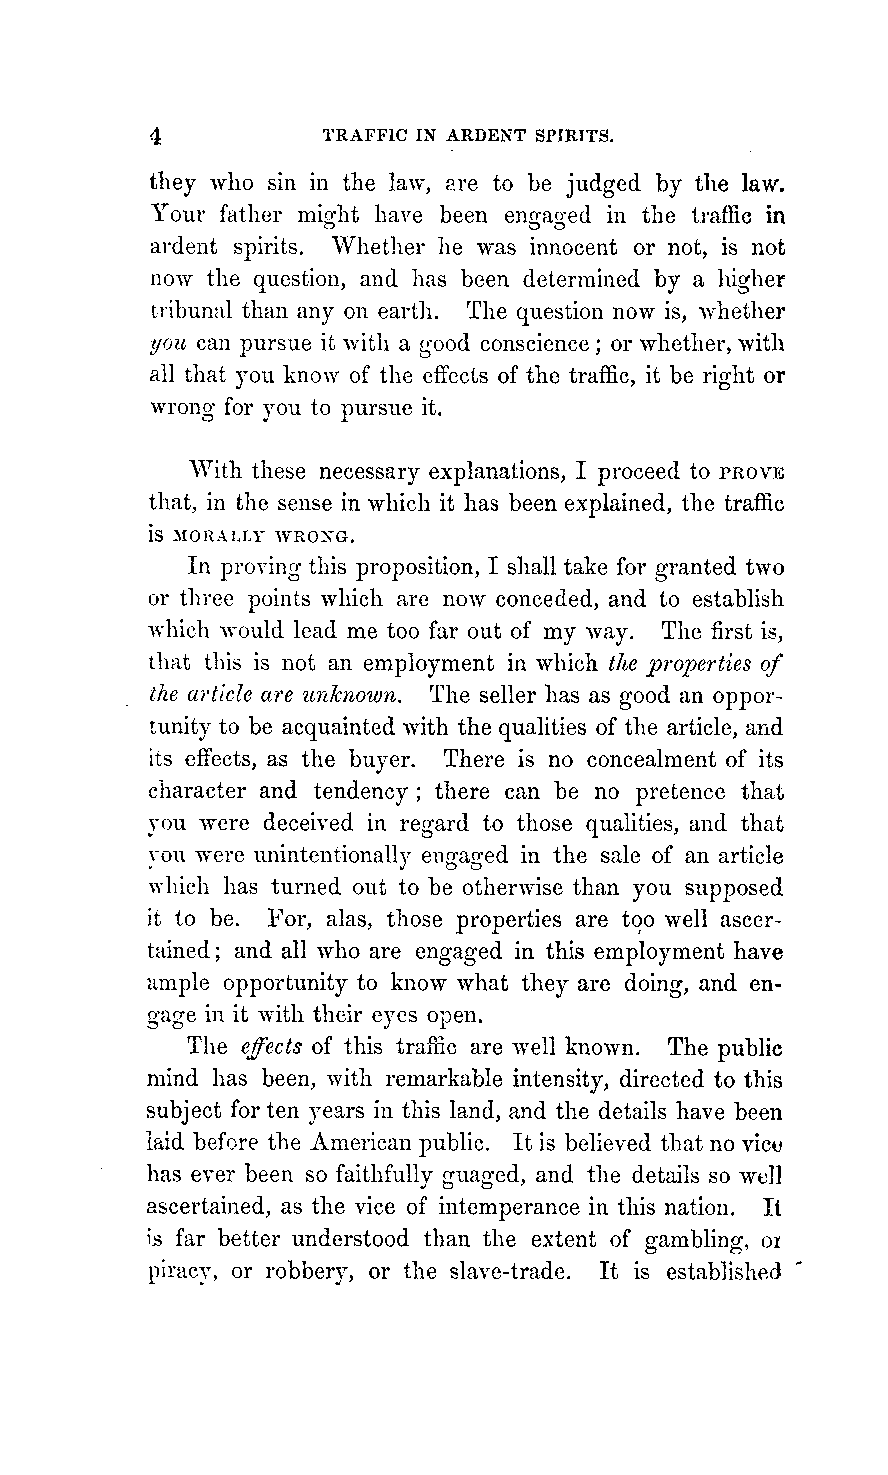 4 TRAFFIC IN ARDENT SPIRITS.
they who sin in the law, are to be judged by the law.
Your father might have been engaged in the traffic in
ardent spirits. Whether he was innocent or not, is not
now the question, and has been determined by a higher
tribunal than any on earth. The question now is, whether
you can pursue it with a good conscience; or whether, with
all that you know of the effects of the traffic, it be right or
wrong for you to pursue it.
With these necessary explanations, I proceed to PROVE
that, in the sense in which it has been explained, the traffic
is MORALLY WRONG.
In proving this proposition, I shall take for granted two
or three points which are now conceded, and to establish
which would lead me too far out of my way. The first is,
that this is not an employment in which the properties of
the article are unknown. The seller has as good an oppor-
tunity to be acquainted with the qualities of the article, and
its effects, as the buyer. There is no concealment of its
character and tendency; there can be no pretence that
you were deceived in regard to those qualities, and that
you were unintentionally engaged in the sale of an article
which has turned out to be otherwise than you supposed
it to be. For, alas, those properties are too well ascer-
tained; and all who are engaged in this employment have
ample opportunity to know what they are doing, and en-
gage in it with their eyes open.
The effects of this traffic are well known. The public
mind has been, with remarkable intensity, directed to this
subject for ten years in this land, and the details have been
laid before the American public. It is believed that no vice
has ever been so faithfully guaged, and the details so well
ascertained, as the vice of intemperance in this nation. It
is far better understood than the extent of gambling, or
piracy, or robbery, or the slave-trade. It is established